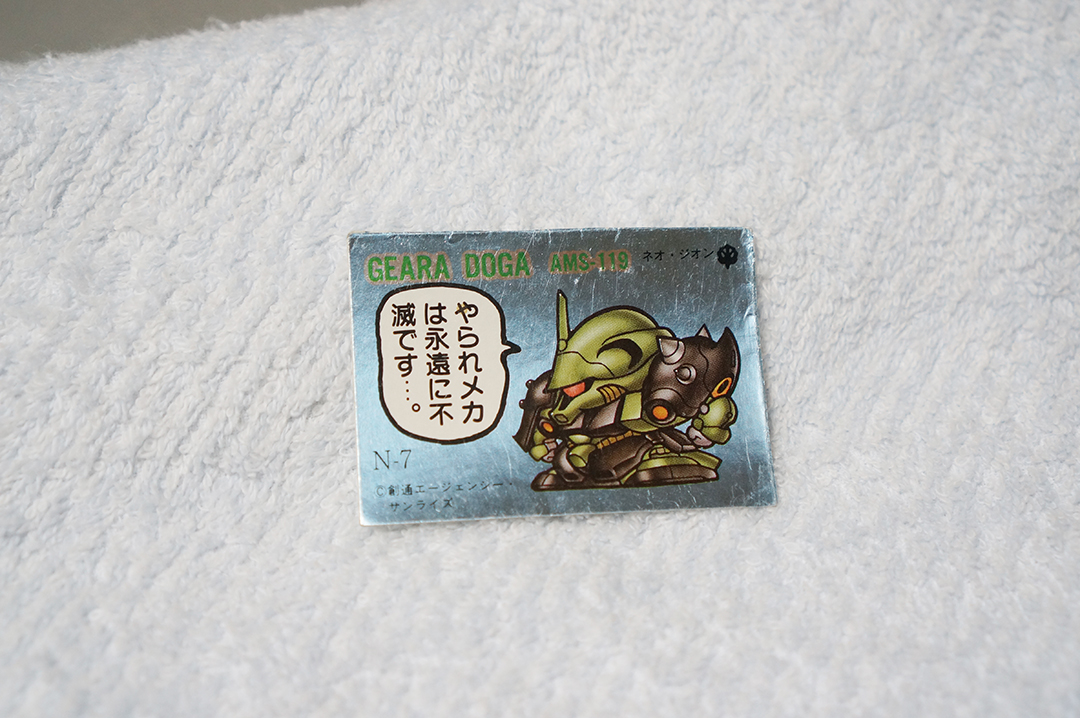 GEARA DOGA AMS-119 ネオ・ジオン
やられメカ
は永遠に不
滅です…。
N-7
©創通エージェンシー・
サンライズ